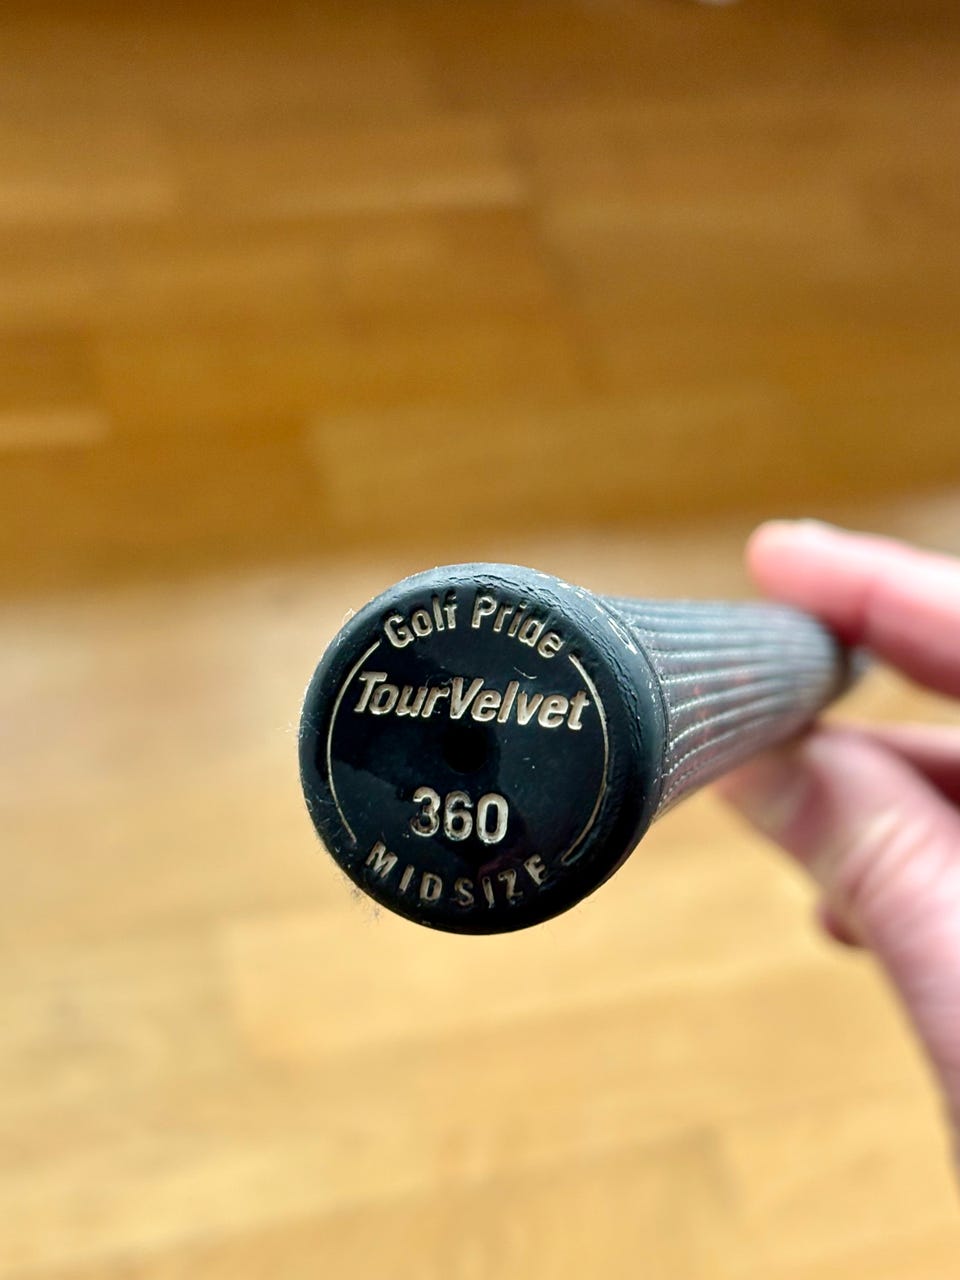 Golf Pride
TourVelvet
360
MIDSIZE